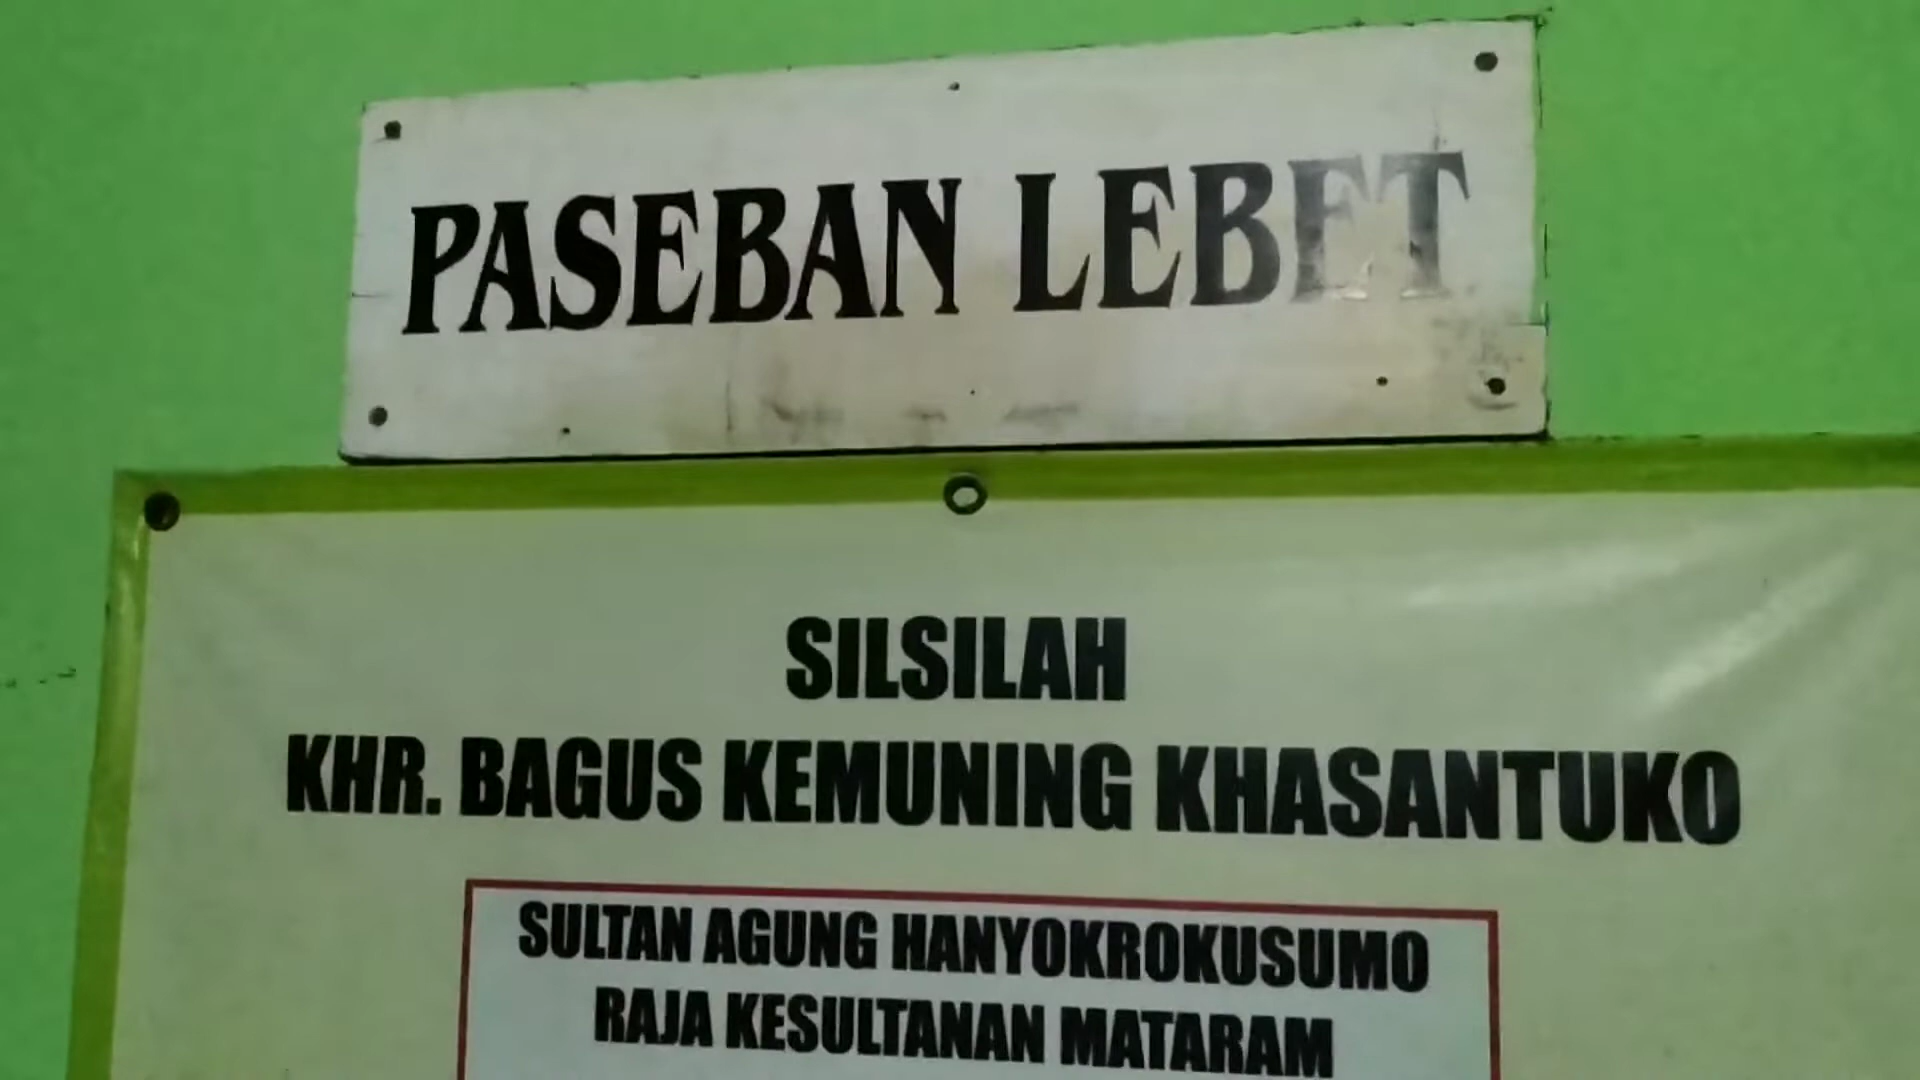 PASEBAN LEBET
SILSILAH
KHR. BAGUS KEMUNING KHASANTUKO
SULTAN AGUNG HANYOKROKUSUMO
RAJA KESULTANAN MATARAM